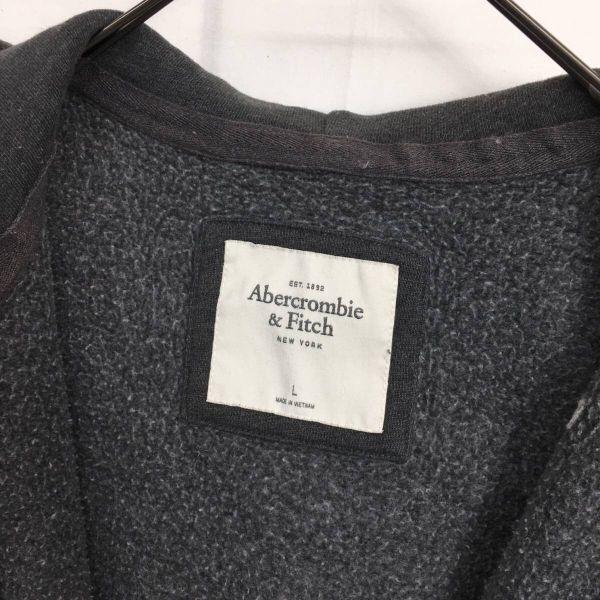 EST. 1892
Abercrombie
& Fitch
NEW YORK
L
MADE IN VIETNAM